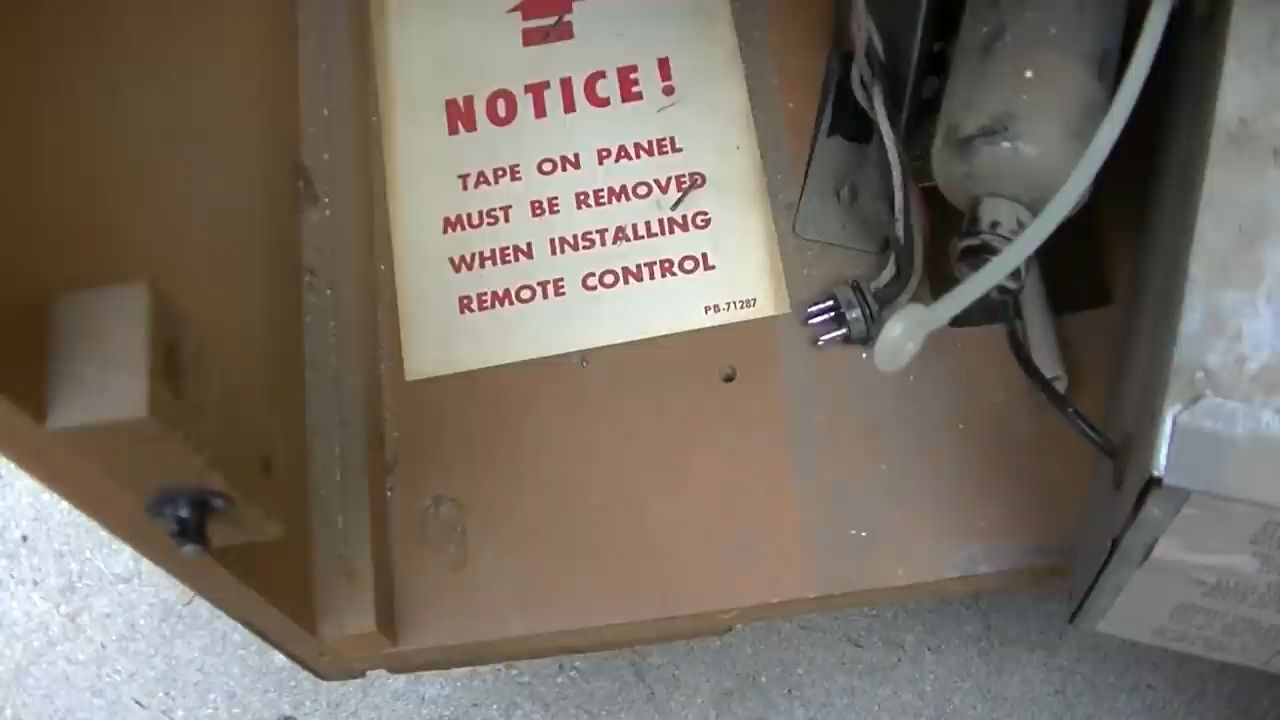 NOTICE!
TAPE ON PANEL
MUST BE REMOVED
WHEN INSTALLING
REMOTE CONTROL
PB-71287